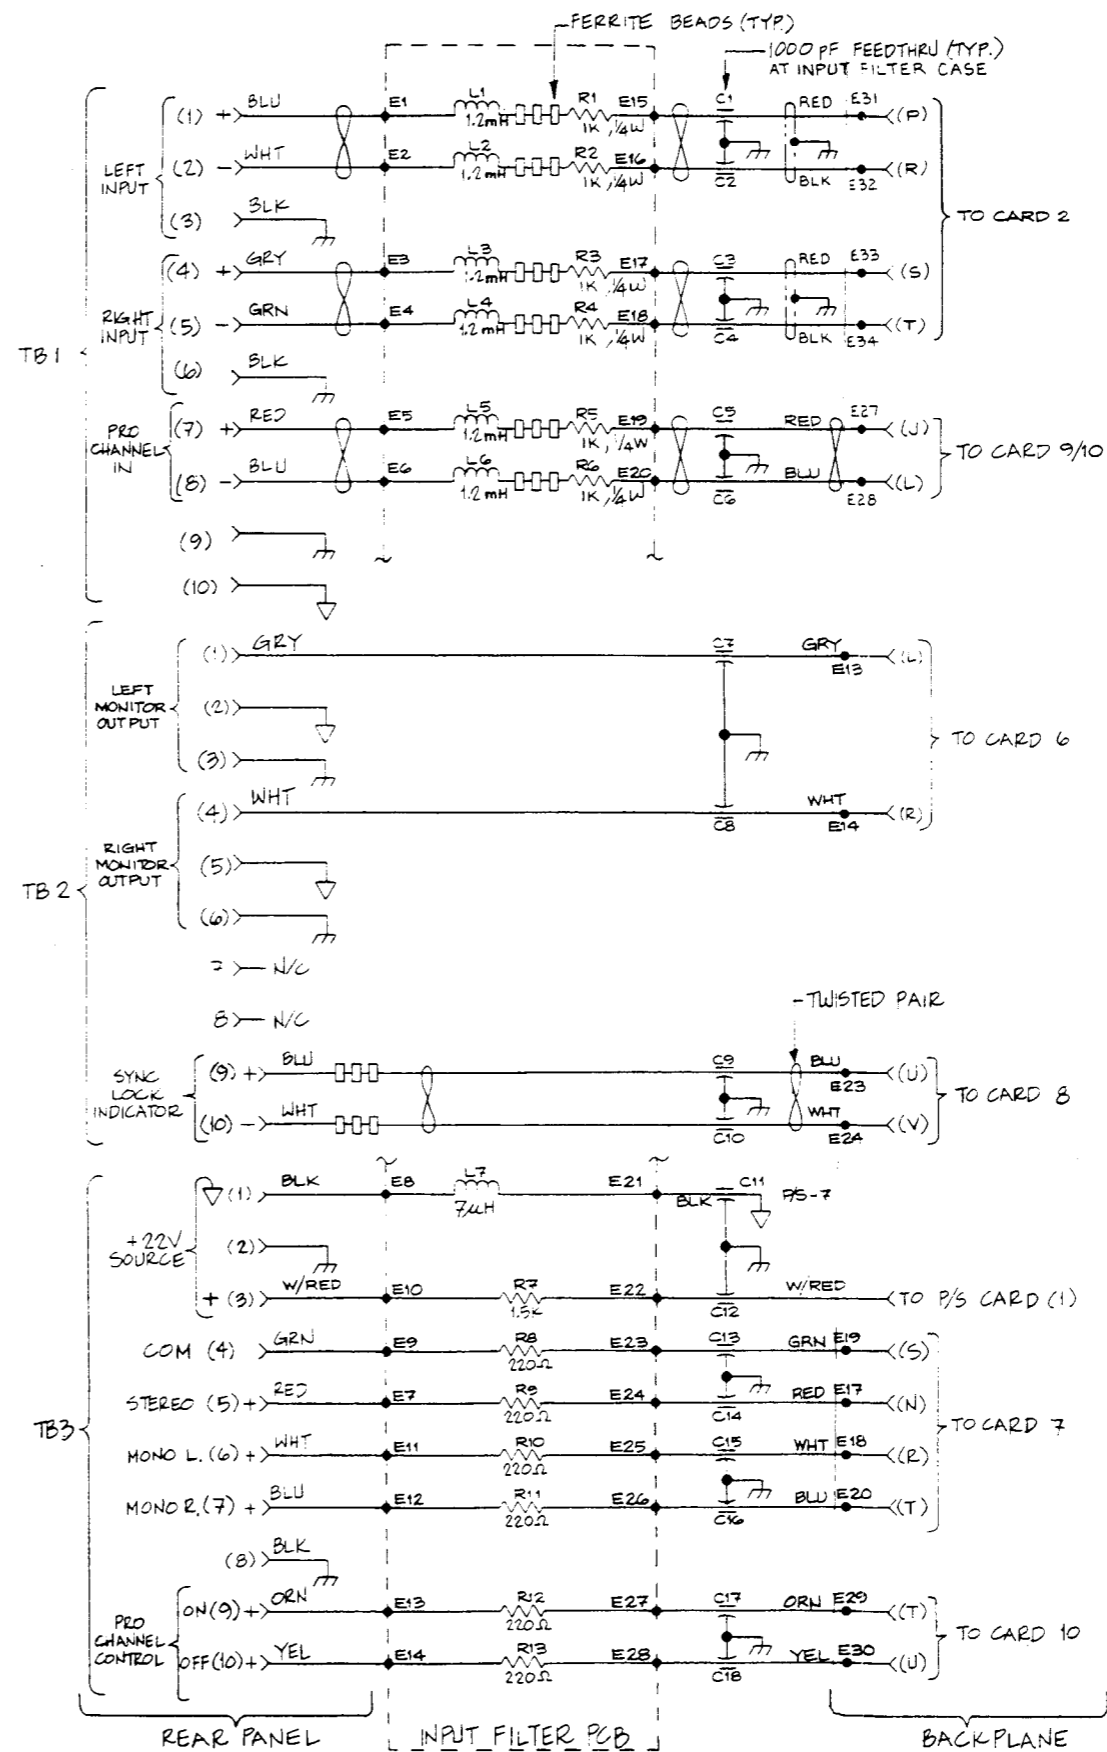 FERRITE BEADS (TYP.)
1000 pF FEEDTHRU (TYP.)
AT INPUT FILTER CASE
TB1
LEFT
INPUT
(1) + BLU E1 L1 1.2mH R1 1K, ¼W E15 C1 RED E31 (P)
(2) - WHT E2 L2 1.2mH R2 1K, ¼W E16 C2 BLK E32 (R)
(3) BLK
TO CARD 2
RIGHT
INPUT
(4) + GRY E3 L3 1.2mH R3 1K, ¼W E17 C3 RED E33 (S)
(5) - GRN E4 L4 1.2mH R4 1K, ¼W E18 C4 BLK E34 (T)
(6) BLK
PRO
CHANNEL
IN
(7) + RED E5 L5 1.2mH R5 1K, ¼W E19 C5 RED E27 (J)
(8) - BLU E6 L6 1.2mH R6 1K, ¼W E20 C6 BLU E28 (L)
TO CARD 9/10
(9)
(10)
TB2
LEFT
MONITOR
OUTPUT
(1) GRY C7 GRY E13 (L)
(2)
(3)
TO CARD 6
RIGHT
MONITOR
OUTPUT
(4) WHT C8 WHT E14 (R)
(5)
(6)
7 N/C
8 N/C
TWISTED PAIR
SYNC
LOCK
INDICATOR
(9) + BLU C9 BLU E23 (U)
(10) - WHT C10 WHT E24 (V)
TO CARD 8
TB3
+22V
SOURCE
(1) BLK E8 L7 7µH E21 BLK C11 P/S-7
(2)
+ (3) W/RED E10 R7 1.5K E22 C12 W/RED TO P/S CARD (1)
COM (4) GRN E9 R8 220Ω E23 C13 GRN E19 (S)
STEREO (5) + RED E7 R9 220Ω E24 C14 RED E17 (N)
MONO L. (6) + WHT E11 R10 220Ω E25 C15 WHT E18 (R)
MONO R. (7) + BLU E12 R11 220Ω E26 C16 BLU E20 (T)
TO CARD 7
(8) BLK
PRO
CHANNEL
CONTROL
ON (9) + ORN E13 R12 220Ω E27 C17 ORN E29 (T)
OFF (10) + YEL E14 R13 220Ω E28 C18 YEL E30 (U)
TO CARD 10
REAR PANEL
INPUT FILTER PCB
BACKPLANE